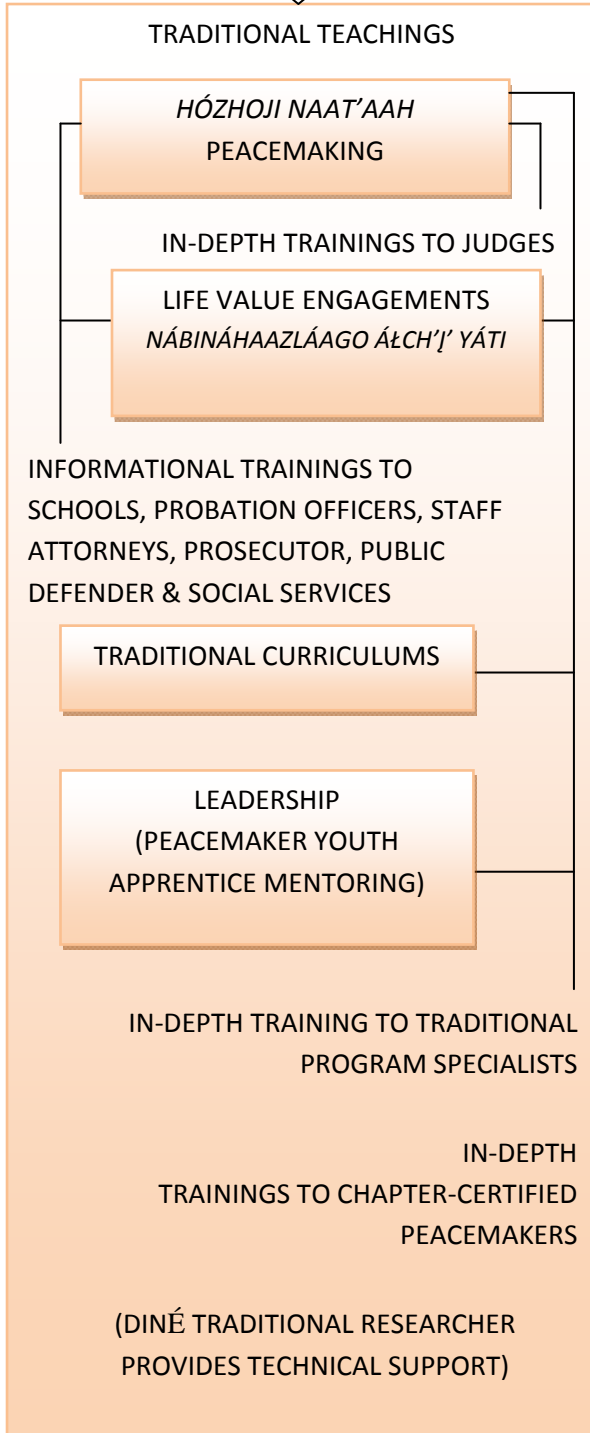 TRADITIONAL TEACHINGS
HÓZHOJI NAAT’AAH
PEACEMAKING
IN-DEPTH TRAININGS TO JUDGES
LIFE VALUE ENGAGEMENTS
NÁBINÁHAAZLÁAGO ÁŁCH’Į’ YÁTI
INFORMATIONAL TRAININGS TO
SCHOOLS, PROBATION OFFICERS, STAFF
ATTORNEYS, PROSECUTOR, PUBLIC
DEFENDER & SOCIAL SERVICES
TRADITIONAL CURRICULUMS
LEADERSHIP
(PEACEMAKER YOUTH
APPRENTICE MENTORING)
IN-DEPTH TRAINING TO TRADITIONAL
PROGRAM SPECIALISTS
IN-DEPTH
TRAININGS TO CHAPTER-CERTIFIED
PEACEMAKERS
(DINÉ TRADITIONAL RESEARCHER
PROVIDES TECHNICAL SUPPORT)